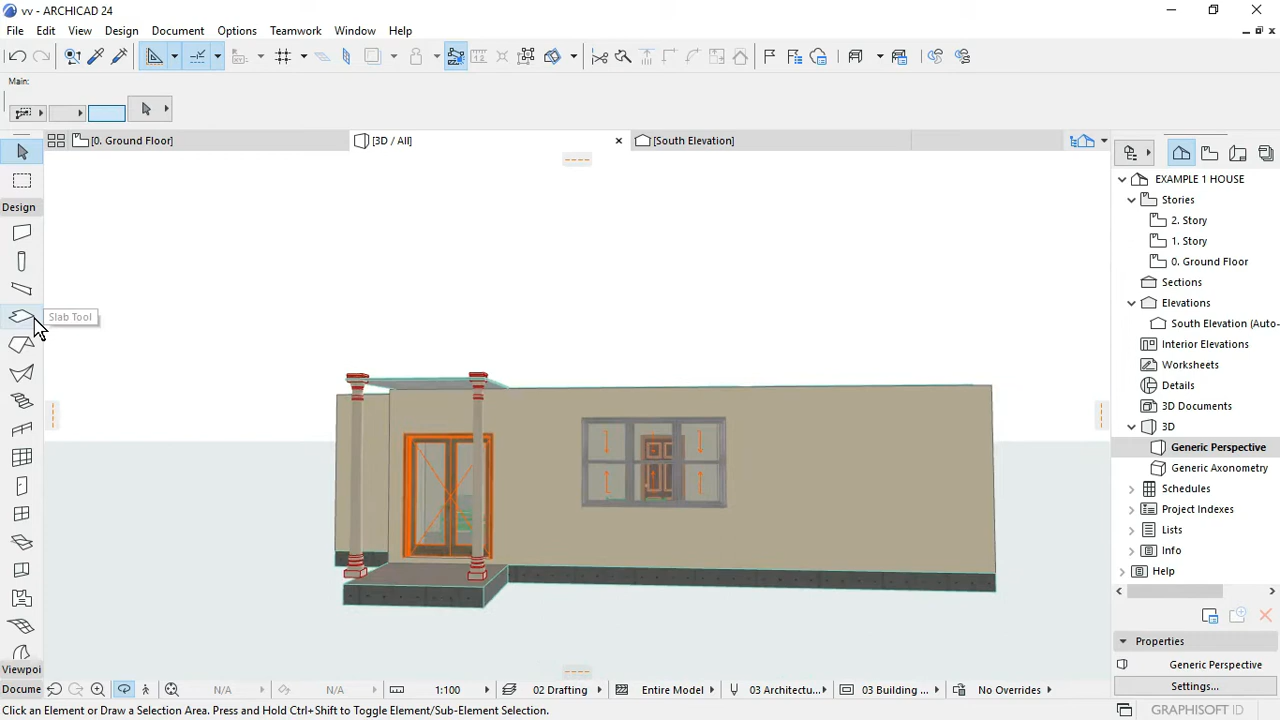 vv - ARCHICAD 24
File Edit View Design Document Options Teamwork Window Help
Main:
[0. Ground Floor] [3D / All] [South Elevation]
Design
Slab Tool
EXAMPLE 1 HOUSE
Stories
2. Story
1. Story
0. Ground Floor
Sections
Elevations
South Elevation (Auto-
Interior Elevations
Worksheets
Details
3D Documents
3D
Generic Perspective
Generic Axonometry
Schedules
Project Indexes
Lists
Info
Help
Properties
Generic Perspective
Settings...
Viewpoi
Docume
N/A N/A 1:100 02 Drafting Entire Model 03 Architectu... 03 Building ... No Overrides
Click an Element or Draw a Selection Area. Press and Hold Ctrl+Shift to Toggle Element/Sub-Element Selection.
GRAPHISOFT ID